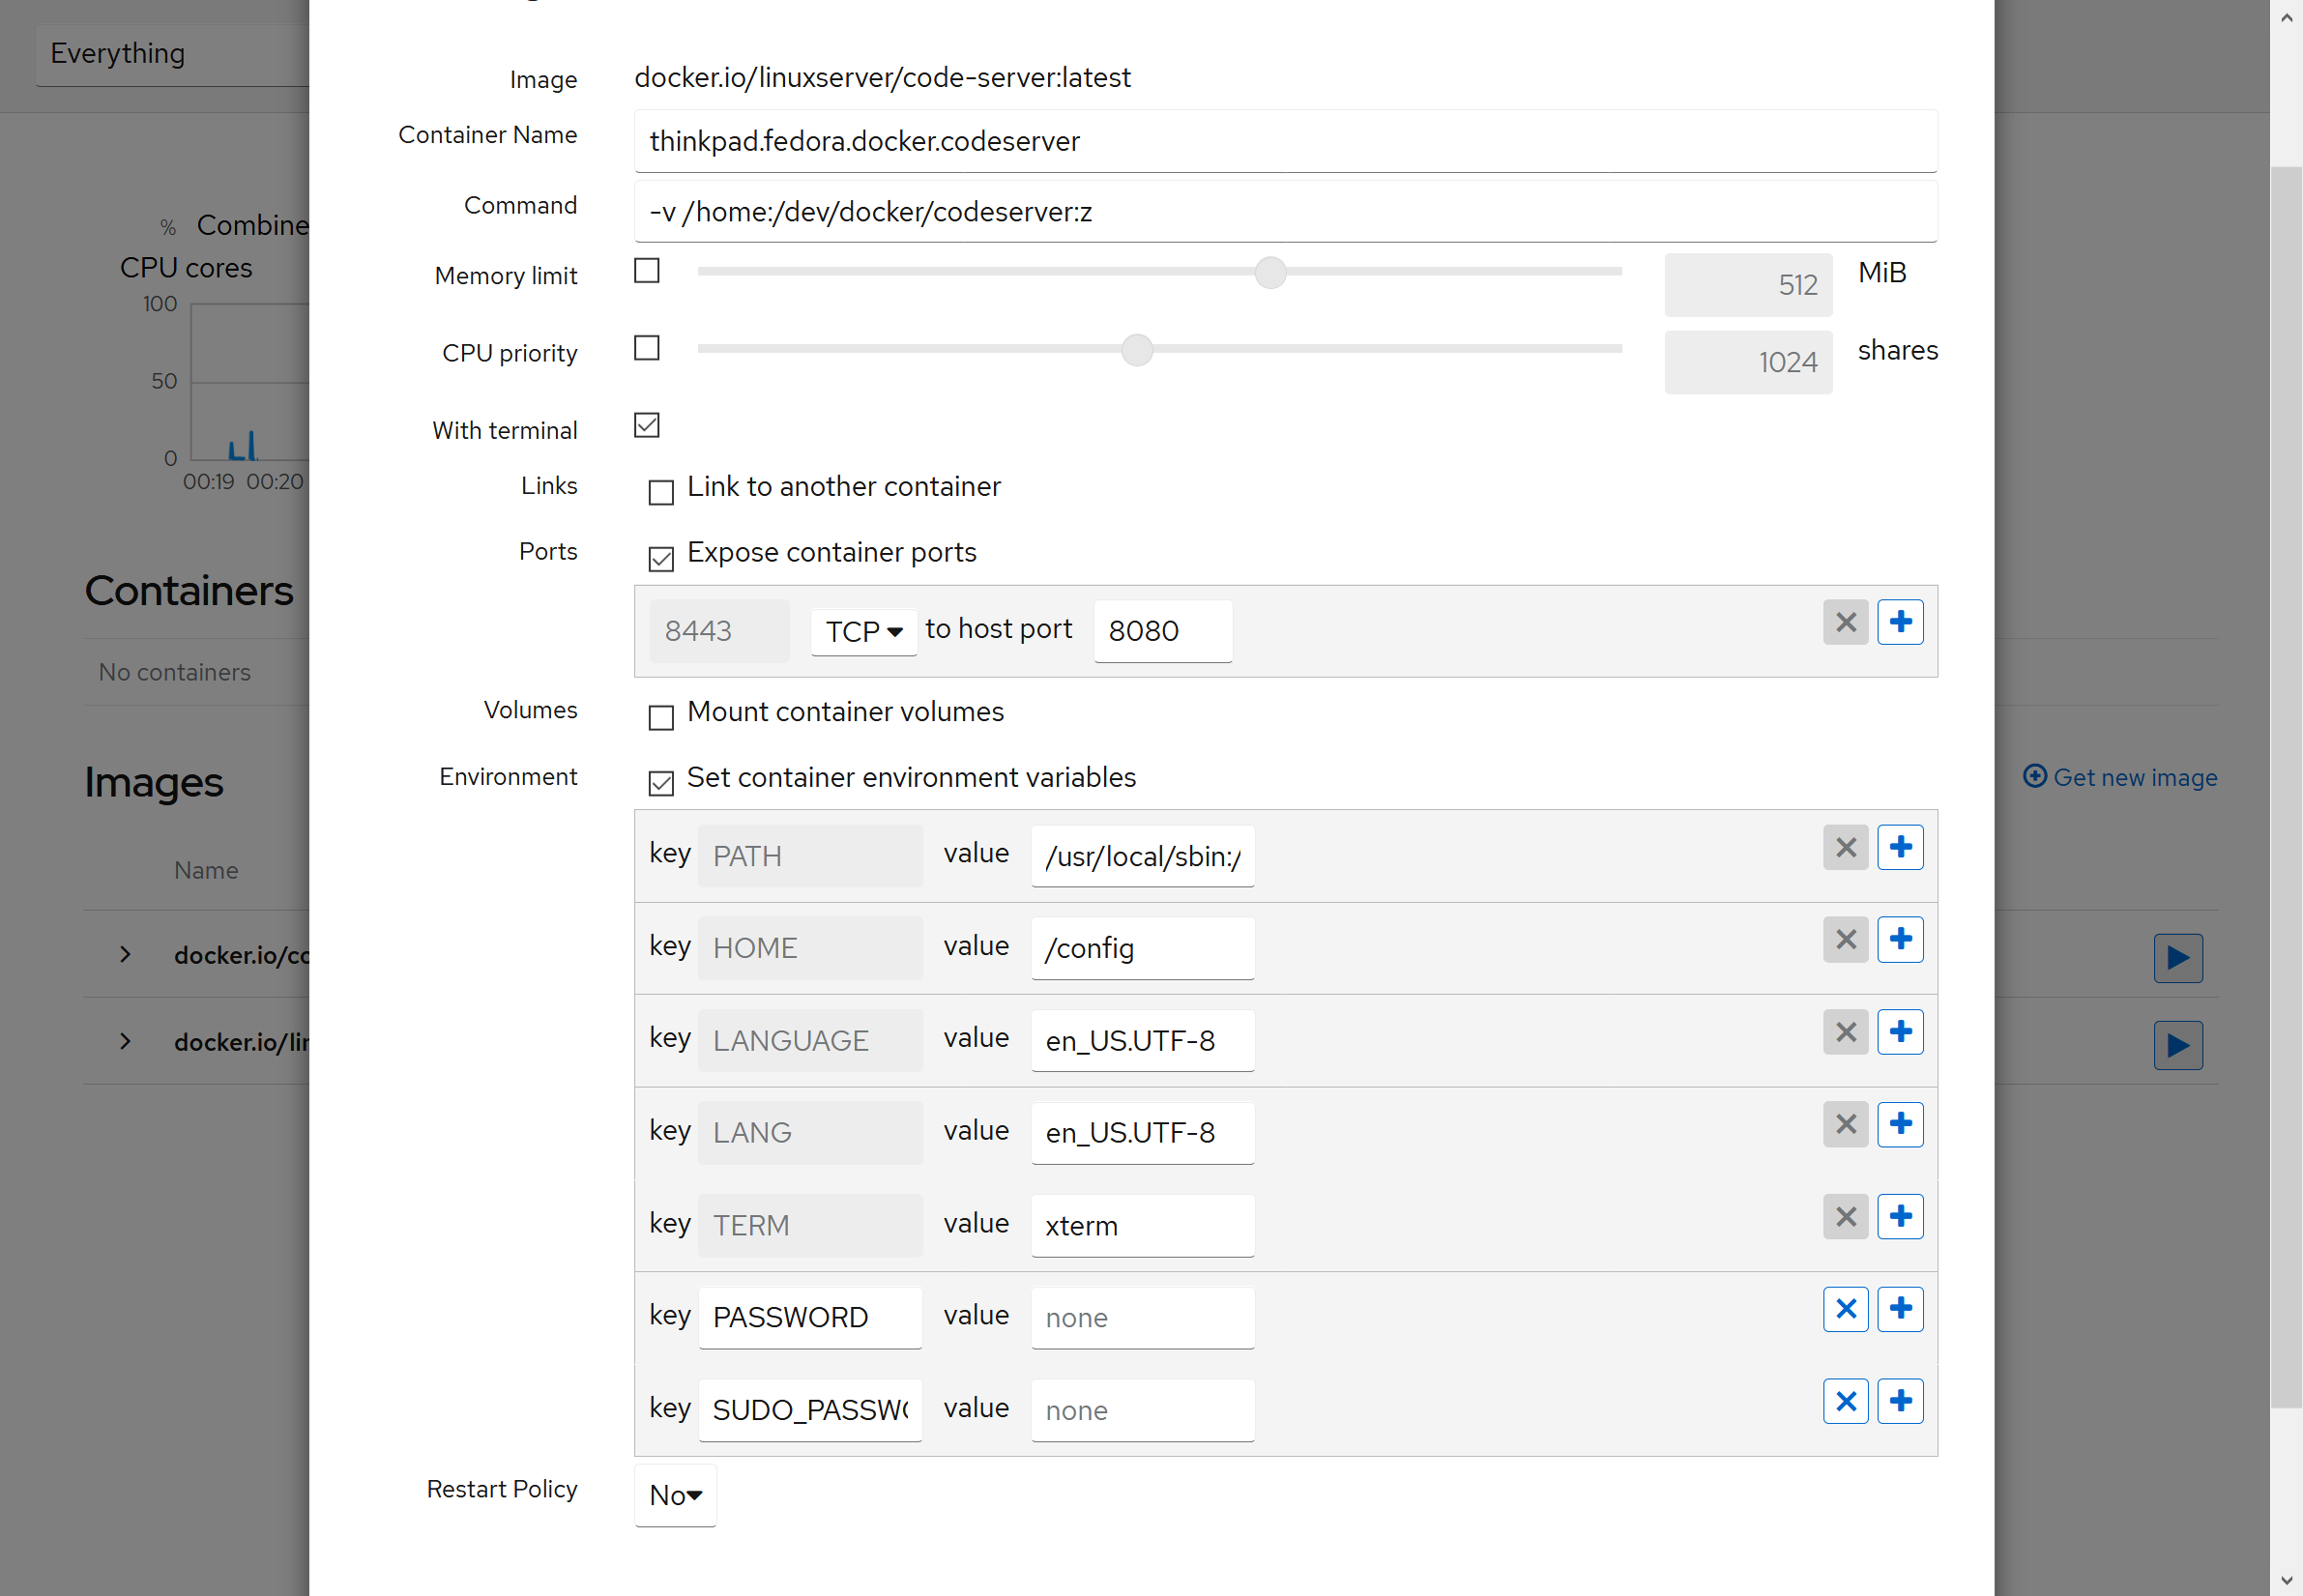 Everything
Image docker.io/linuxserver/code-server:latest
Container Name thinkpad.fedora.docker.codeserver
Command -v /home:/dev/docker/codeserver:z
% Combine
CPU cores
100
50
0
00:19 00:20
Memory limit 512 MiB
CPU priority 1024 shares
With terminal
Links Link to another container
Ports Expose container ports
8443 TCP to host port 8080
Containers
No containers
Volumes Mount container volumes
Images
Get new image
Name
docker.io/co
docker.io/lin
Environment Set container environment variables
key PATH value /usr/local/sbin:/
key HOME value /config
key LANGUAGE value en_US.UTF-8
key LANG value en_US.UTF-8
key TERM value xterm
key PASSWORD value none
key SUDO_PASSWO value none
Restart Policy No